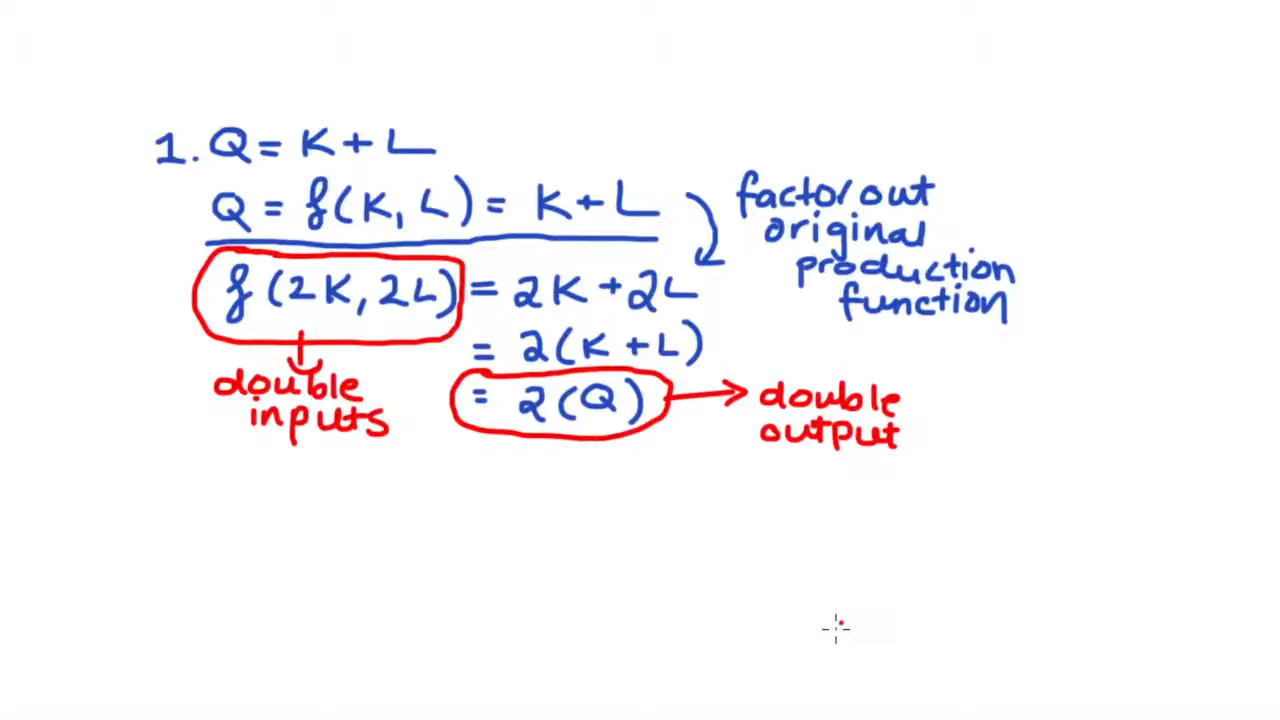 1. Q = K + L
Q = f(K, L) = K + L
factor out
original
production
function
f(2K, 2L) = 2K + 2L
= 2(K + L)
= 2(Q)
double
inputs
double
output